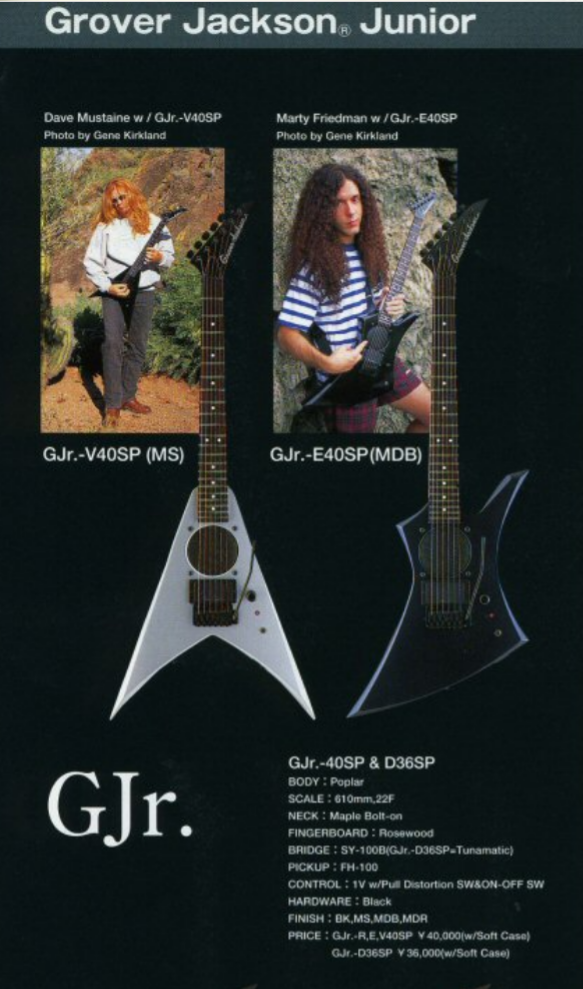 Grover Jackson® Junior
Dave Mustaine w / GJr.-V40SP
Photo by Gene Kirkland
Marty Friedman w / GJr.-E40SP
Photo by Gene Kirkland
GJr.-V40SP (MS)
GJr.-E40SP(MDB)
GJr.
GJr.-40SP & D36SP
BODY：Poplar
SCALE：610mm,22F
NECK：Maple Bolt-on
FINGERBOARD：Rosewood
BRIDGE：SY-100B(GJr.-D36SP=Tunamatic)
PICKUP：FH-100
CONTROL：1V w/Pull Distortion SW&ON-OFF SW
HARDWARE：Black
FINISH：BK,MS,MDB,MDR
PRICE：GJr.-R,E,V40SP ￥40,000(w/Soft Case)
GJr.-D36SP ￥36,000(w/Soft Case)